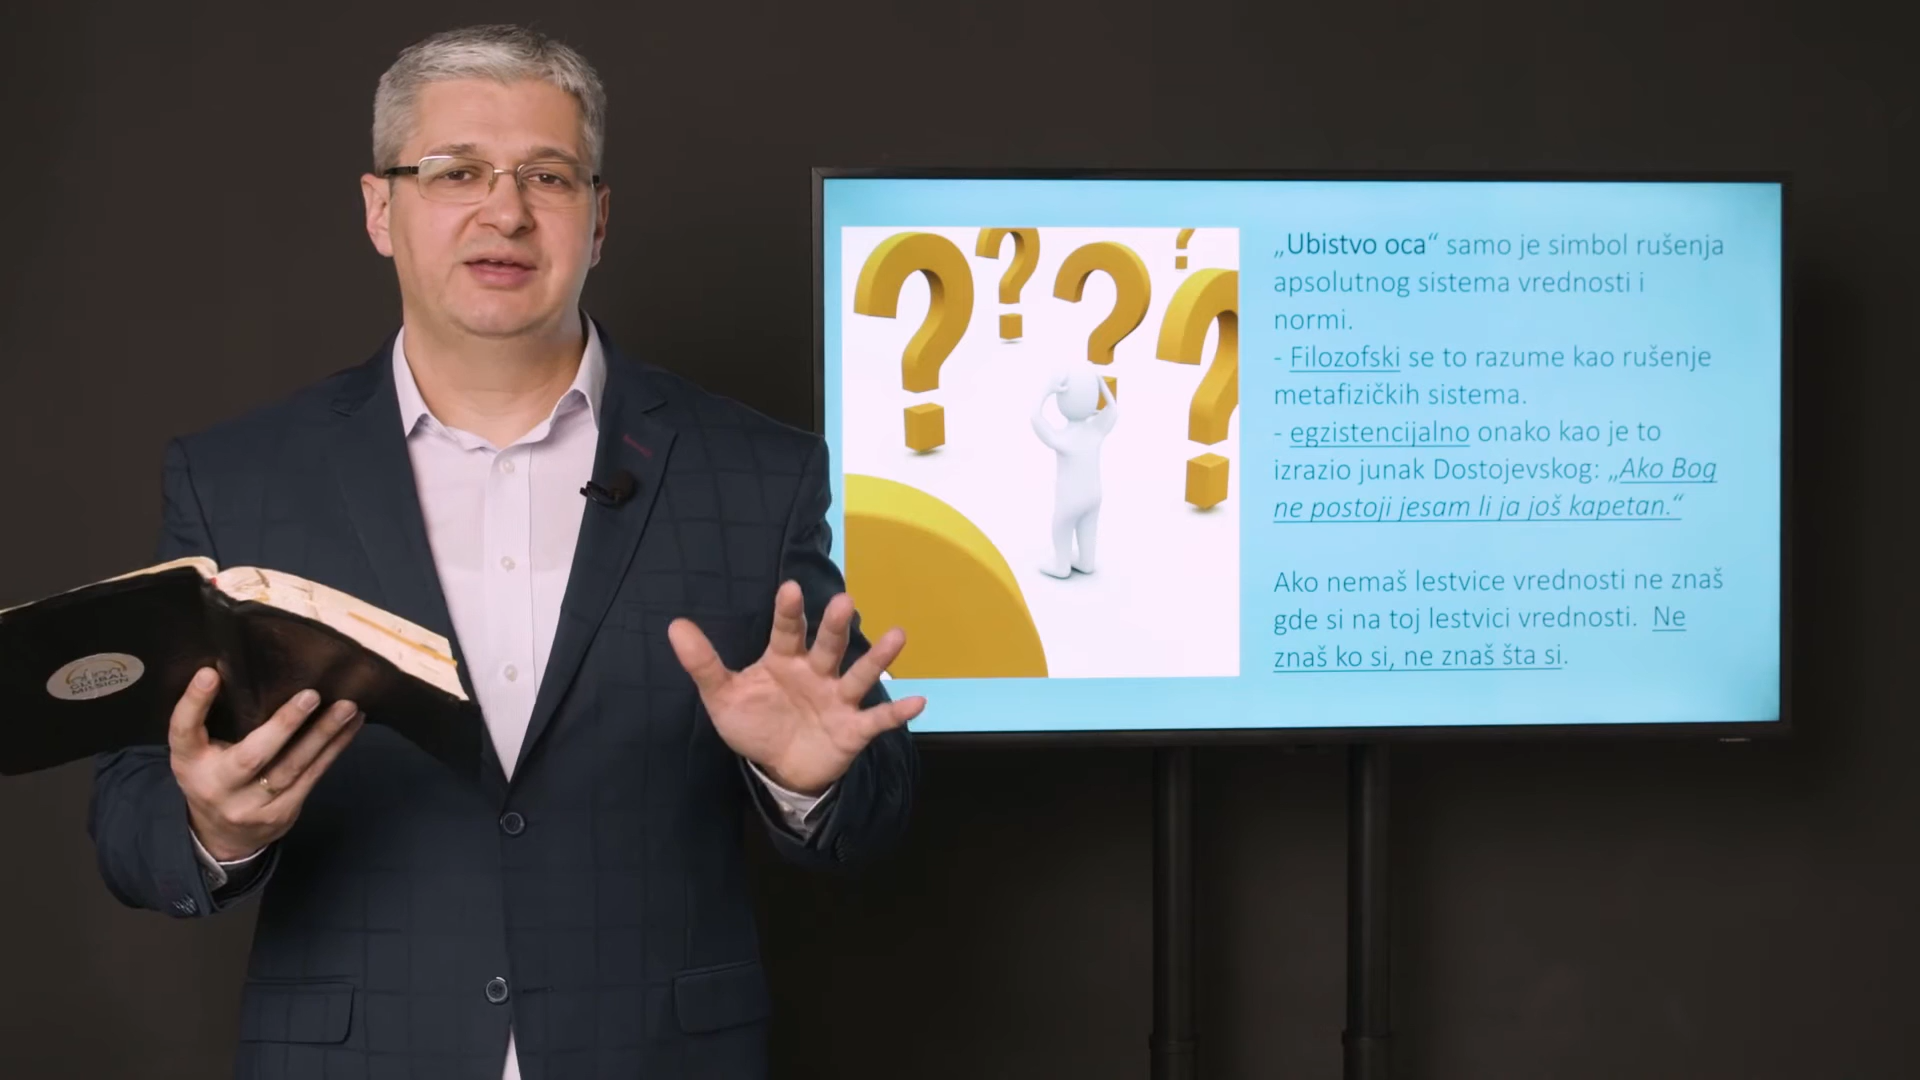 „Ubistvo oca“ samo je simbol rušenja
apsolutnog sistema vrednosti i
normi.
- Filozofski se to razume kao rušenje
metafizičkih sistema.
- egzistencijalno onako kao je to
izrazio junak Dostojevskog: „Ako Bog
ne postoji jesam li ja još kapetan.“
Ako nemaš lestvice vrednosti ne znaš
gde si na toj lestvici vrednosti. Ne
znaš ko si, ne znaš šta si.
GLOBAL
MISSION